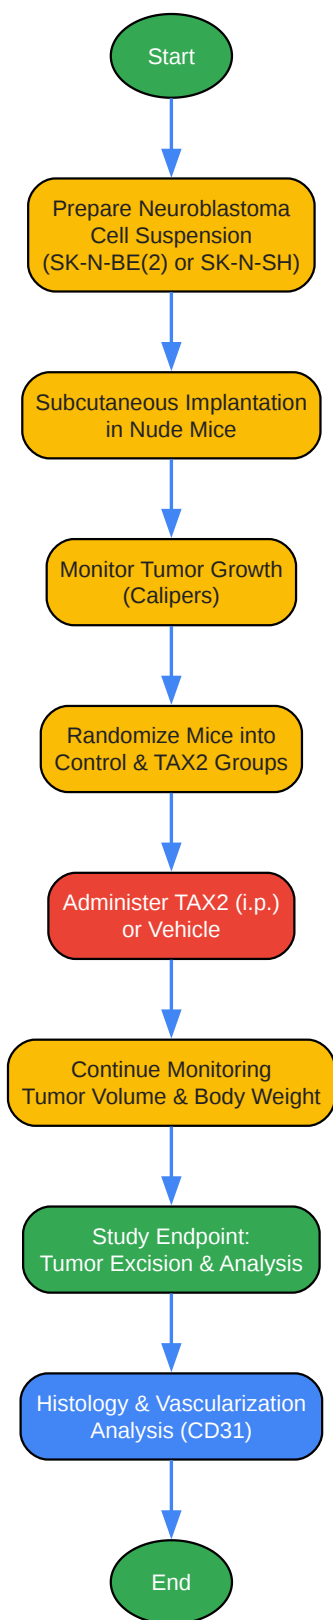 Start
Prepare Neuroblastoma
Cell Suspension
(SK-N-BE(2) or SK-N-SH)
Subcutaneous Implantation
in Nude Mice
Monitor Tumor Growth
(Calipers)
Randomize Mice into
Control & TAX2 Groups
Administer TAX2 (i.p.)
or Vehicle
Continue Monitoring
Tumor Volume & Body Weight
Study Endpoint:
Tumor Excision & Analysis
Histology & Vascularization
Analysis (CD31)
End